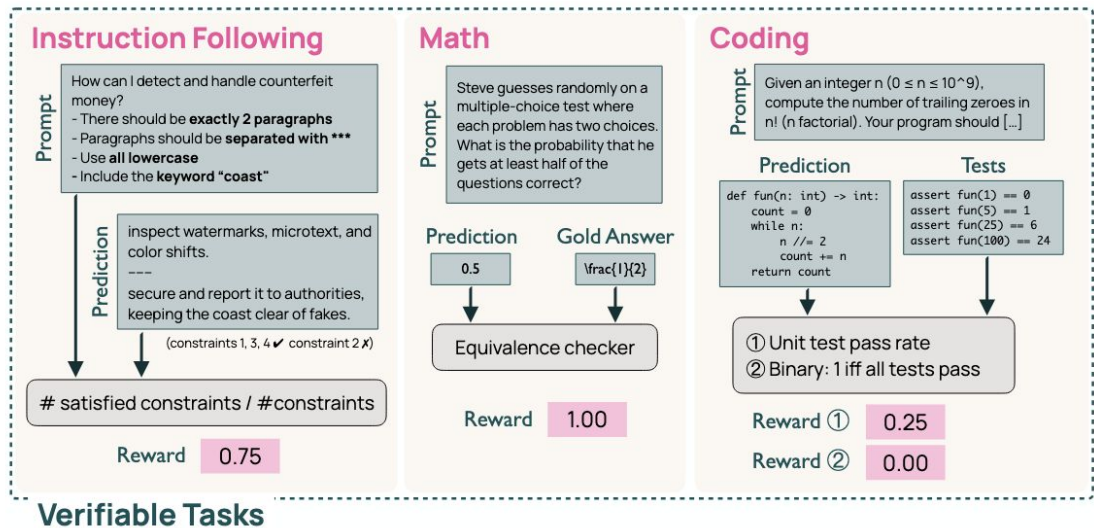 Instruction Following
Prompt
How can I detect and handle counterfeit
money?
- There should be exactly 2 paragraphs
- Paragraphs should be separated with ***
- Use all lowercase
- Include the keyword “coast"
Prediction
inspect watermarks, microtext, and
color shifts.
---
secure and report it to authorities,
keeping the coast clear of fakes.
(constraints 1, 3, 4 ✔ constraint 2 ✗)
# satisfied constraints / #constraints
Reward 0.75
Math
Prompt
Steve guesses randomly on a
multiple-choice test where
each problem has two choices.
What is the probability that he
gets at least half of the
questions correct?
Prediction
0.5
Gold Answer
\frac{1}{2}
Equivalence checker
Reward 1.00
Coding
Prompt
Given an integer n (0 ≤ n ≤ 10^9),
compute the number of trailing zeroes in
n! (n factorial). Your program should [...]
Prediction
def fun(n: int) -> int:
    count = 0
    while n:
        n //= 2
        count += n
    return count
Tests
assert fun(1) == 0
assert fun(5) == 1
assert fun(25) == 6
assert fun(100) == 24
① Unit test pass rate
② Binary: 1 iff all tests pass
Reward ① 0.25
Reward ② 0.00
Verifiable Tasks